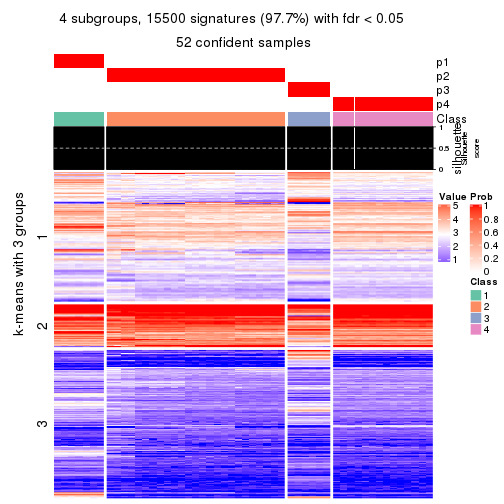 4 subgroups, 15500 signatures (97.7%) with fdr < 0.05
52 confident samples
p1
p2
p3
p4
Class
1
0.5
0
silhouette
Silhouette
score
k-means with 3 groups
1
2
3
Value
5
4
3
2
1
Prob
1
0.8
0.6
0.4
0.2
0
Class
1
2
3
4